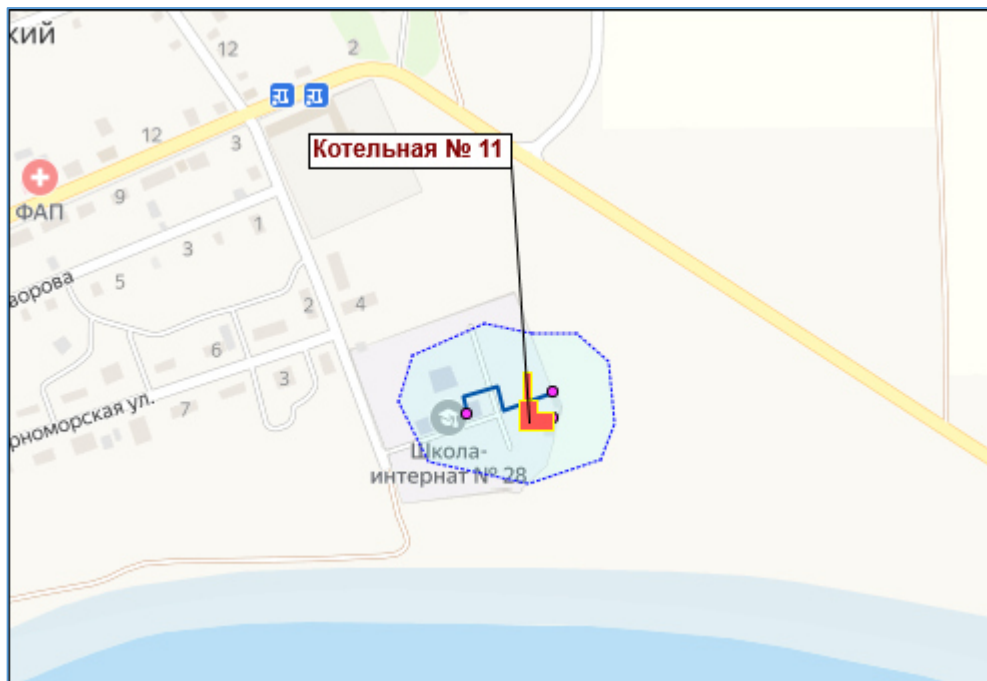 кий
12
2
Котельная № 11
12
3
ФАП
9
1
3
ворова
5
2
4
6
3
рноморская ул.
7
Школа-
интернат № 28